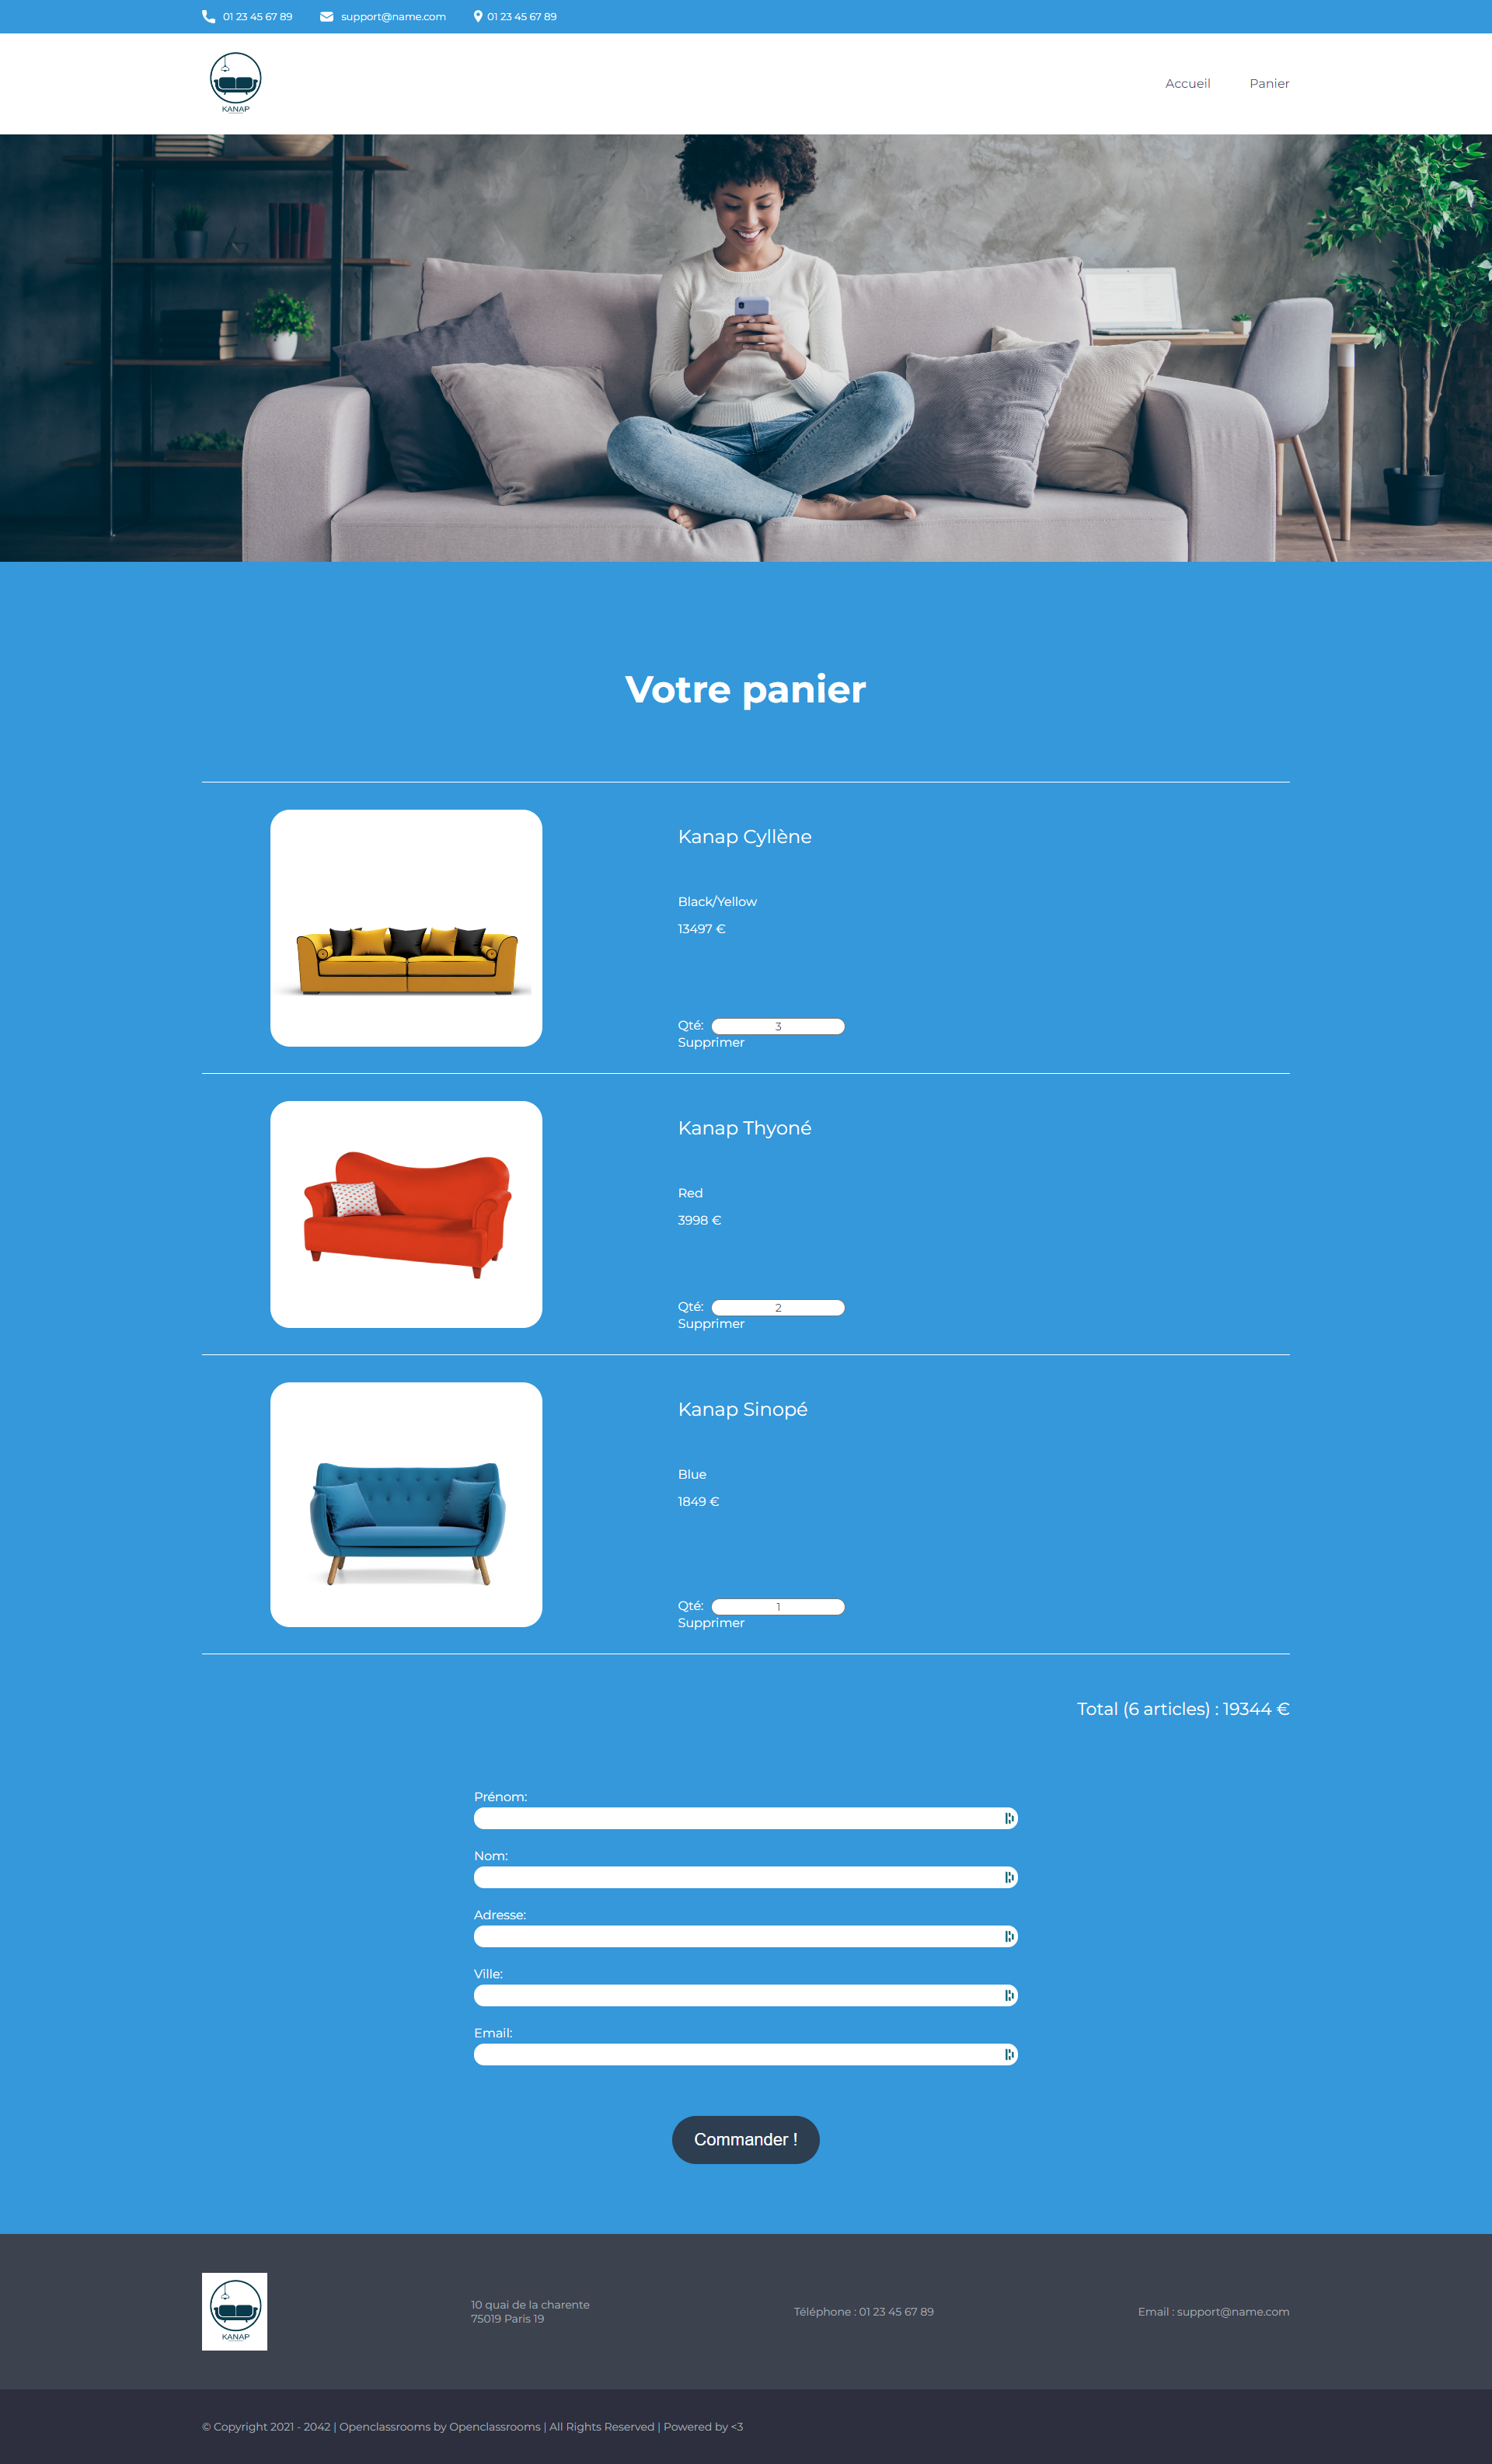 01 23 45 67 89 support@name.com 01 23 45 67 89
KANAP
Accueil Panier
Votre panier
Kanap Cyllène
Black/Yellow
13497 €
Qté: 3
Supprimer
Kanap Thyoné
Red
3998 €
Qté: 2
Supprimer
Kanap Sinopé
Blue
1849 €
Qté: 1
Supprimer
Total (6 articles) : 19344 €
Prénom:
Nom:
Adresse:
Ville:
Email:
Commander !
KANAP
10 quai de la charente
75019 Paris 19
Téléphone : 01 23 45 67 89
Email : support@name.com
© Copyright 2021 - 2042 | Openclassrooms by Openclassrooms | All Rights Reserved | Powered by <3